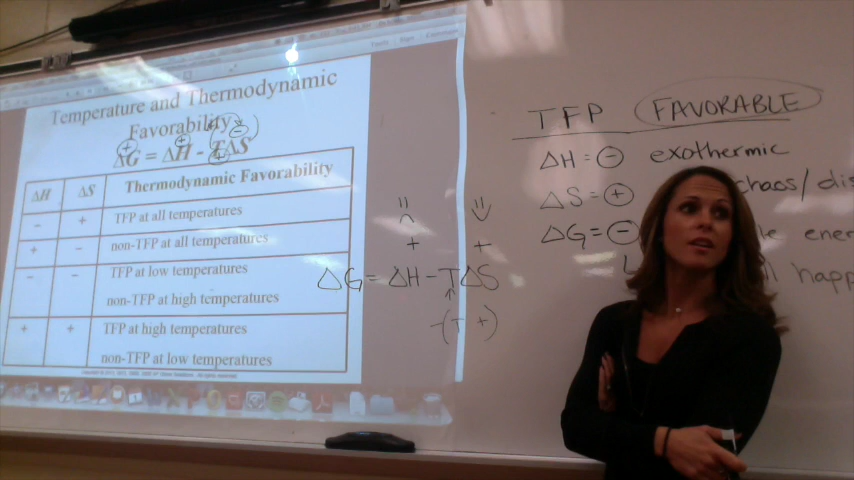 Temperature and Thermodynamic
Favorability
ΔG = ΔH - TΔS
ΔH ΔS Thermodynamic Favorability
- + TFP at all temperatures
+ - non-TFP at all temperatures
- - TFP at low temperatures
non-TFP at high temperatures
+ + TFP at high temperatures
non-TFP at low temperatures
+ +
ΔG = ΔH - TΔS
-(T +)
TFP FAVORABLE
ΔH = - exothermic
ΔS = + chaos/
ΔG = -